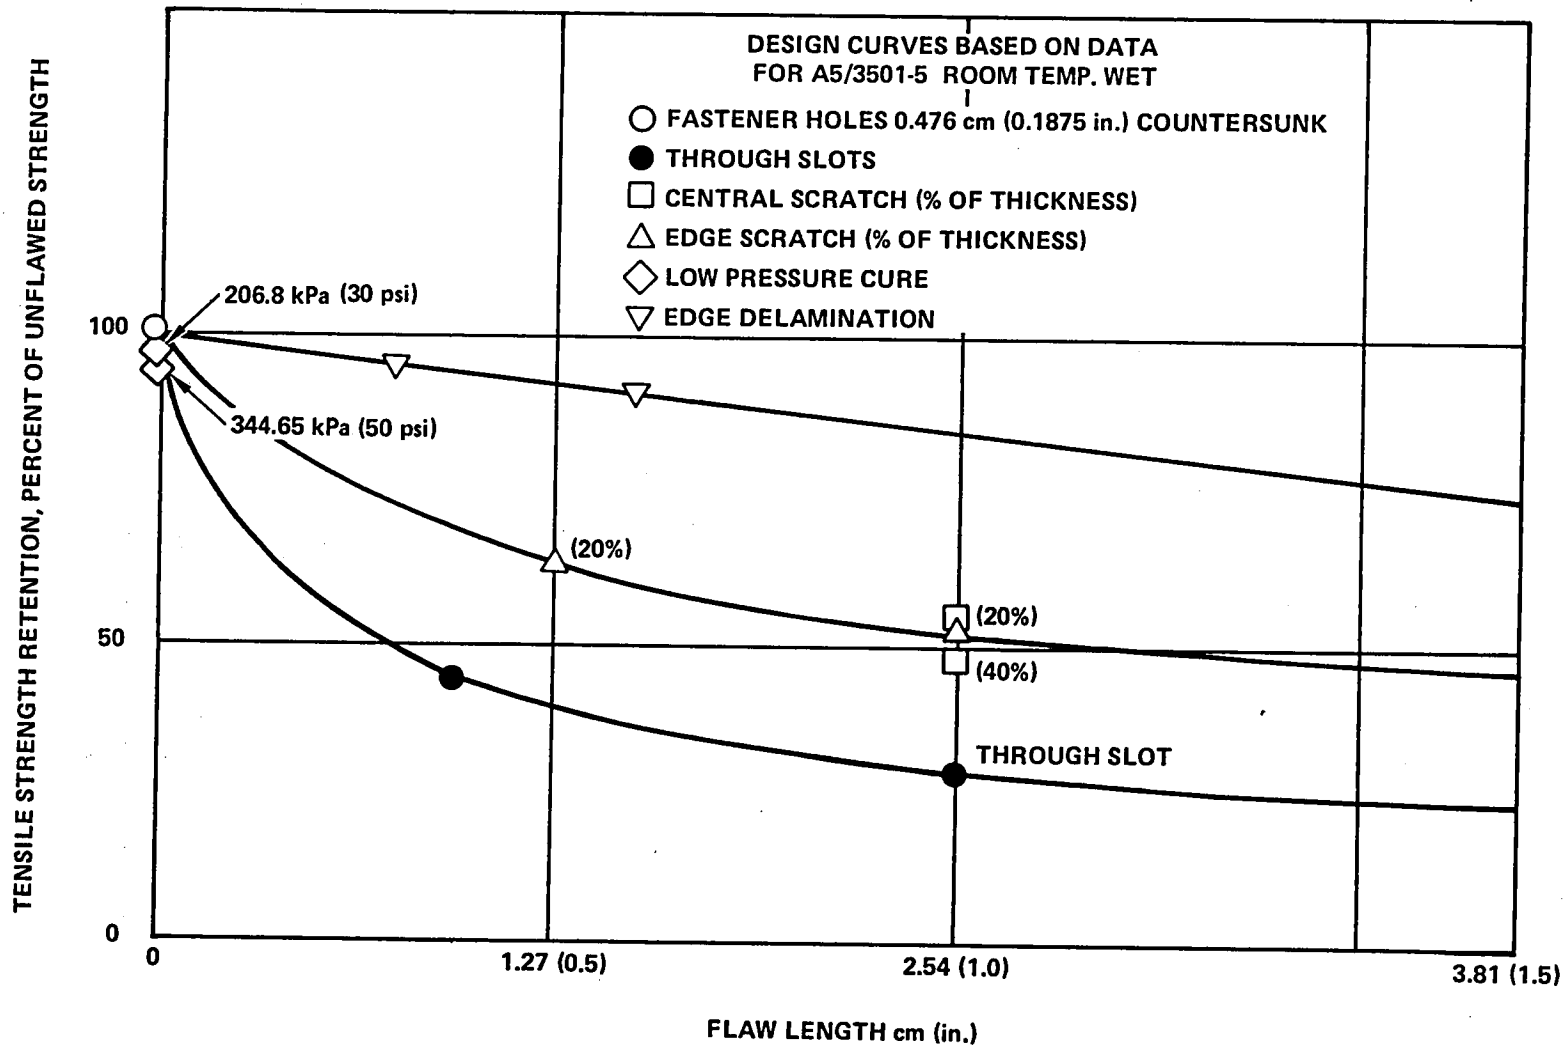 DESIGN CURVES BASED ON DATA
FOR A5/3501-5 ROOM TEMP. WET
FASTENER HOLES 0.476 cm (0.1875 in.) COUNTERSUNK
THROUGH SLOTS
CENTRAL SCRATCH (% OF THICKNESS)
EDGE SCRATCH (% OF THICKNESS)
LOW PRESSURE CURE
EDGE DELAMINATION
TENSILE STRENGTH RETENTION, PERCENT OF UNFLAWED STRENGTH
206.8 kPa (30 psi)
100
344.65 kPa (50 psi)
(20%)
(20%)
50
(40%)
THROUGH SLOT
0
0
1.27 (0.5)
2.54 (1.0)
3.81 (1.5)
FLAW LENGTH cm (in.)